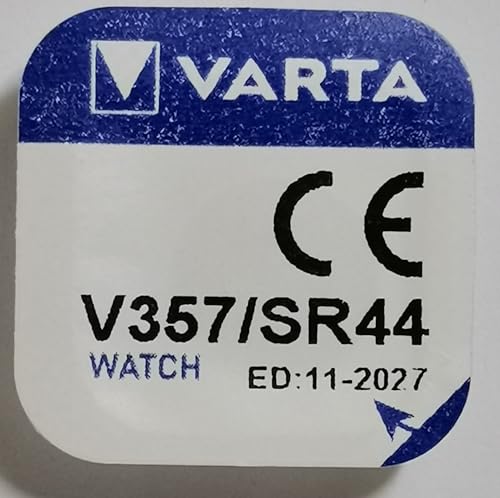 VARTA
CE
V357/SR44
WATCH
ED:11-2027